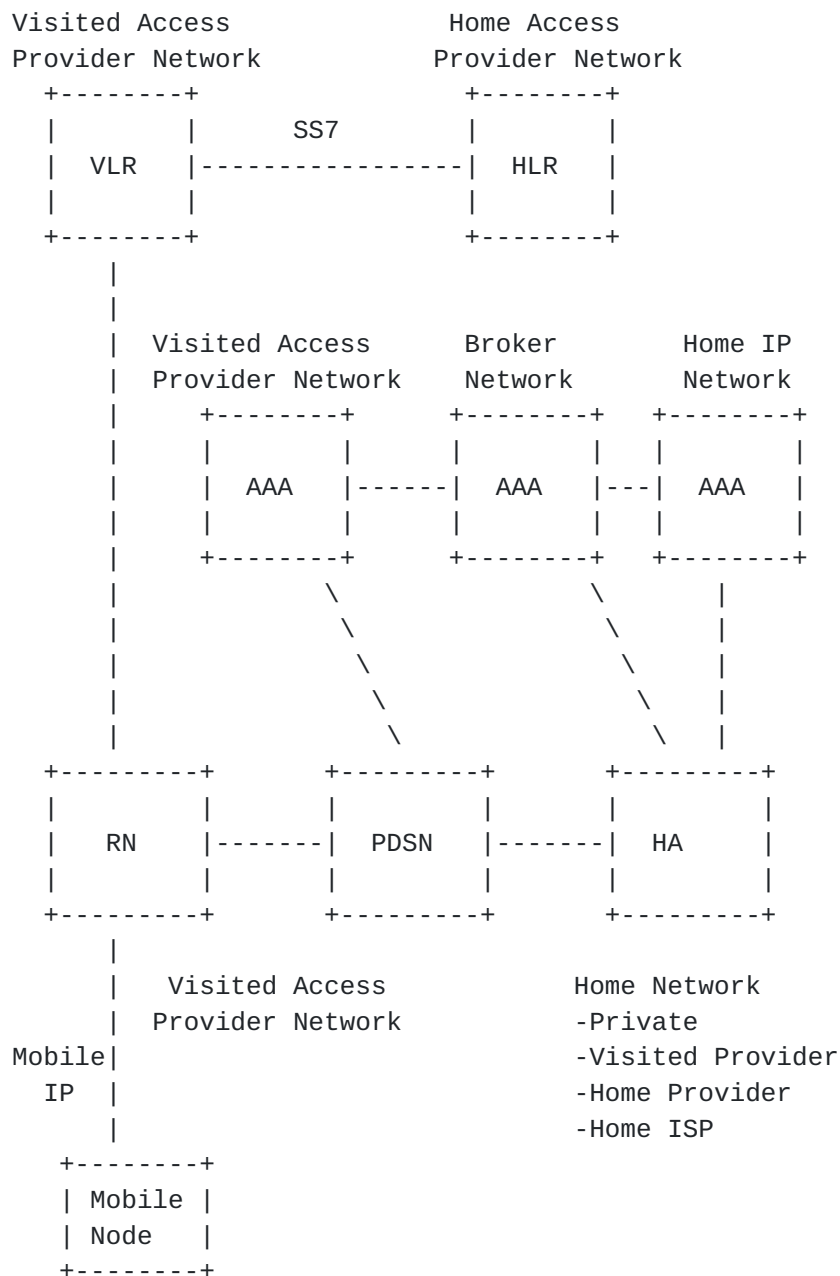 Visited Access Home Access
Provider Network Provider Network
SS7
VLR HLR
Visited Access Broker Home IP
Provider Network Network Network
AAA AAA AAA
RN PDSN HA
Visited Access Home Network
Provider Network -Private
Mobile -Visited Provider
IP -Home Provider
-Home ISP
Mobile
Node